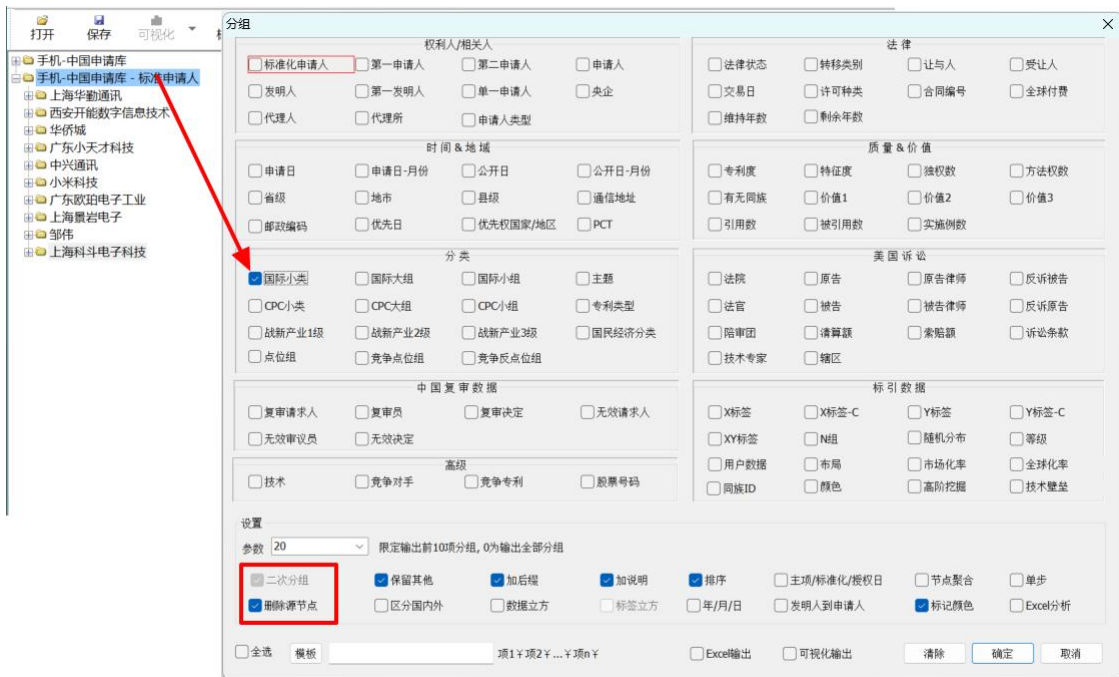 打开 保存 可视化
手机-中国申请库
手机-中国申请库 - 标准申请人
上海华勤通讯
西安开能数字信息技术
华侨城
广东小天才科技
中兴通讯
小米科技
广东欧珀电子工业
上海景岩电子
邹伟
上海科斗电子科技
分组
权利人/相关人
标准化申请人 第一申请人 第二申请人 申请人
发明人 第一发明人 单一申请人 央企
代理人 代理所 申请人类型
法 律
法律状态 转移类别 让与人 受让人
交易日 许可种类 合同编号 全球付费
维持年数 剩余年数
时 间 & 地 域
申请日 申请日-月份 公开日 公开日-月份
省级 地市 县级 通信地址
邮政编码 优先日 优先权国家/地区 PCT
质 量 & 价 值
专利度 特征度 独权数 方法权数
有无同族 价值1 价值2 价值3
引用数 被引用数 实施例数
分 类
国际小类 国际大组 国际小组 主题
CPC小类 CPC大组 CPC小组 专利类型
战新产业1级 战新产业2级 战新产业3级 国民经济分类
点位组 竞争点位组 竞争反点位组
美 国 诉 讼
法院 原告 原告律师 反诉被告
法官 被告 被告律师 反诉原告
陪审团 清算额 索赔额 诉讼条款
技术专家 辖区
中 国 复 审 数 据
复审请求人 复审员 复审决定 无效请求人
无效审议员 无效决定
高级
技术 竞争对手 竞争专利 股票号码
标 引 数 据
X标签 X标签-C Y标签 Y标签-C
XY标签 N组 随机分布 等级
用户数据 布局 市场化率 全球化率
同族ID 颜色 高阶挖掘 技术壁垒
设置
参数 20 限定输出前10项分组, 0为输出全部分组
二次分组 保留其他 加后缀 加说明 排序 主项/标准化/授权日 节点聚合 单步
删除源节点 区分国内外 数据立方 标签立方 年/月/日 发明人到申请人 标记颜色 Excel分析
全选 模板 项1￥项2￥...￥项n￥ Excel输出 可视化输出 清除 确定 取消